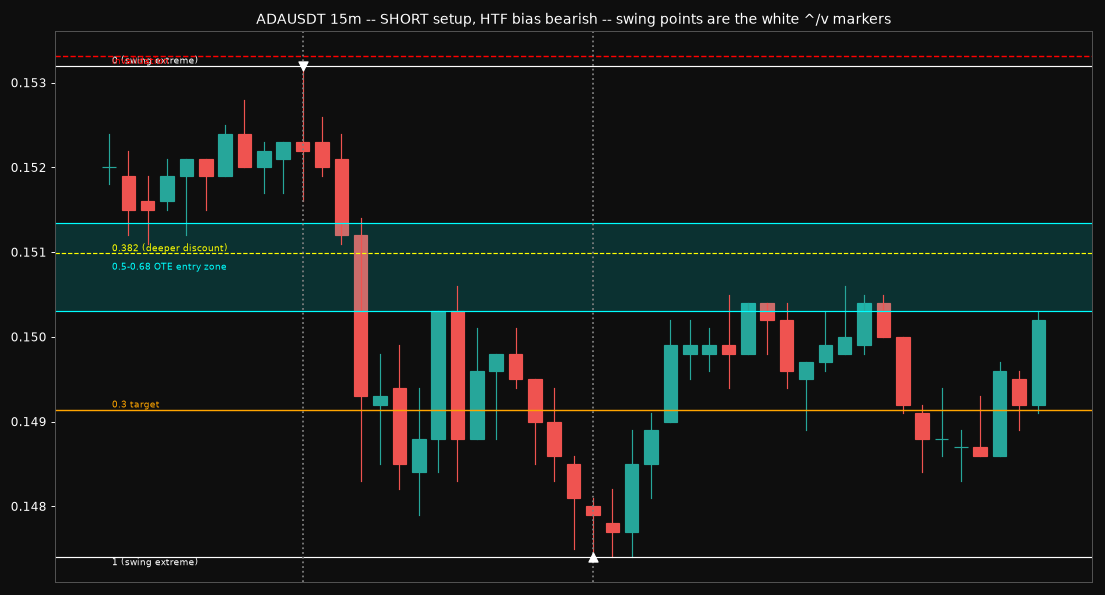 ADAUSDT 15m -- SHORT setup, HTF bias bearish -- swing points are the white ^/v markers
0 (swing extreme)
0.153
0.152
0.382 (deeper discount)
0.151
0.5-0.68 OTE entry zone
0.150
0.3 target
0.149
0.148
1 (swing extreme)